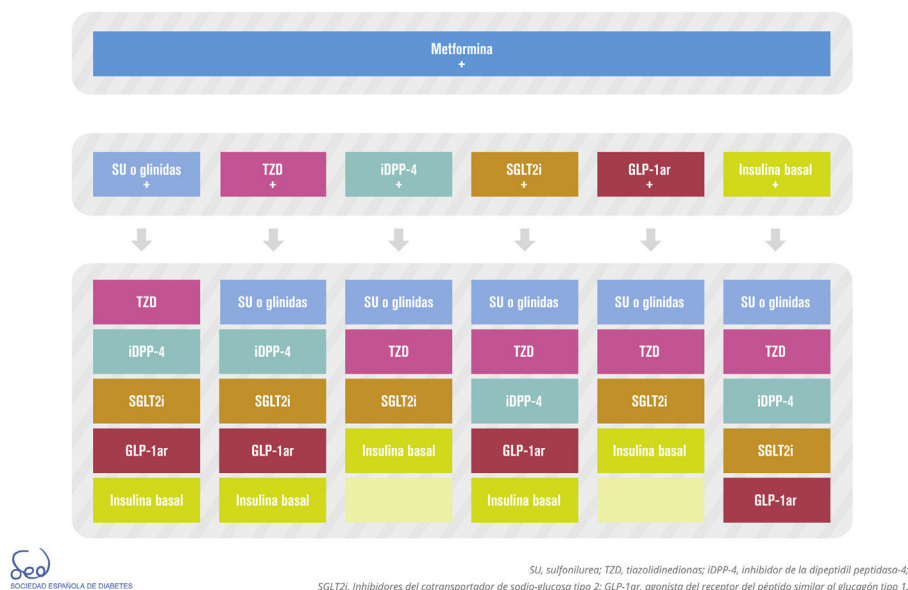 Metformina
+
SU o glinidas
+
TZD
+
iDPP-4
+
SGLT2i
+
GLP-1ar
+
Insulina basal
+
TZD
iDPP-4
SGLT2i
GLP-1ar
Insulina basal
SU o glinidas
iDPP-4
SGLT2i
GLP-1ar
Insulina basal
SU o glinidas
TZD
SGLT2i
Insulina basal
SU o glinidas
TZD
iDPP-4
GLP-1ar
Insulina basal
SU o glinidas
TZD
SGLT2i
Insulina basal
SU o glinidas
TZD
iDPP-4
SGLT2i
GLP-1ar
Sed
SOCIEDAD ESPAÑOLA DE DIABETES
SU, sulfonilurea; TZD, tiazolidinedionas; iDPP-4, inhibidor de la dipeptidil peptidasa-4;
SGLT2i, Inhibidores del cotransportador de sodio-glucosa tipo 2; GLP-1ar, agonista del receptor del péptido similar al glucagón tipo 1.